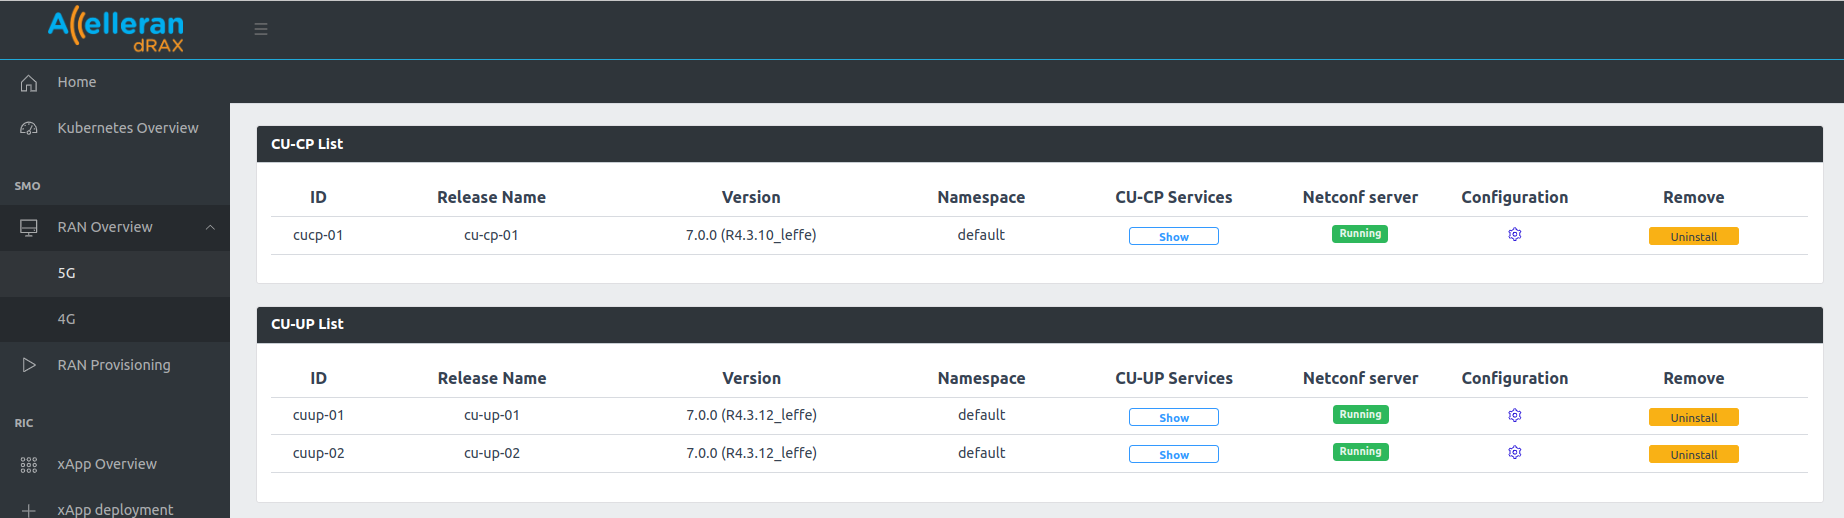 Accelleran
dRAX
Home
Kubernetes Overview
SMO
RAN Overview
5G
4G
RAN Provisioning
RIC
xApp Overview
xApp deployment
CU-CP List
ID Release Name Version Namespace CU-CP Services Netconf server Configuration Remove
cucp-01 cu-cp-01 7.0.0 (R4.3.10_leffe) default Show Running Uninstall
CU-UP List
ID Release Name Version Namespace CU-UP Services Netconf server Configuration Remove
cuup-01 cu-up-01 7.0.0 (R4.3.12_leffe) default Show Running Uninstall
cuup-02 cu-up-02 7.0.0 (R4.3.12_leffe) default Show Running Uninstall